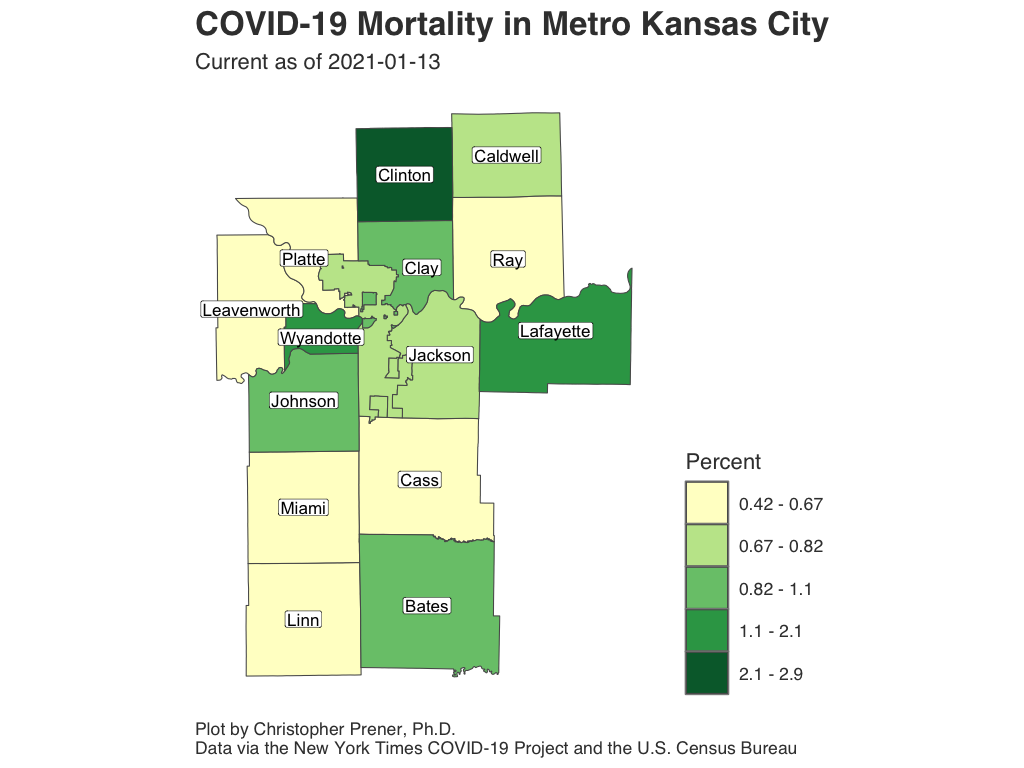 COVID-19 Mortality in Metro Kansas City
Current as of 2021-01-13
Caldwell
Clinton
Platte
Clay
Ray
Leavenworth
Wyandotte
Lafayette
Jackson
Johnson
Cass
Miami
Bates
Linn
Percent
0.42 - 0.67
0.67 - 0.82
0.82 - 1.1
1.1 - 2.1
2.1 - 2.9
Plot by Christopher Prener, Ph.D.
Data via the New York Times COVID-19 Project and the U.S. Census Bureau